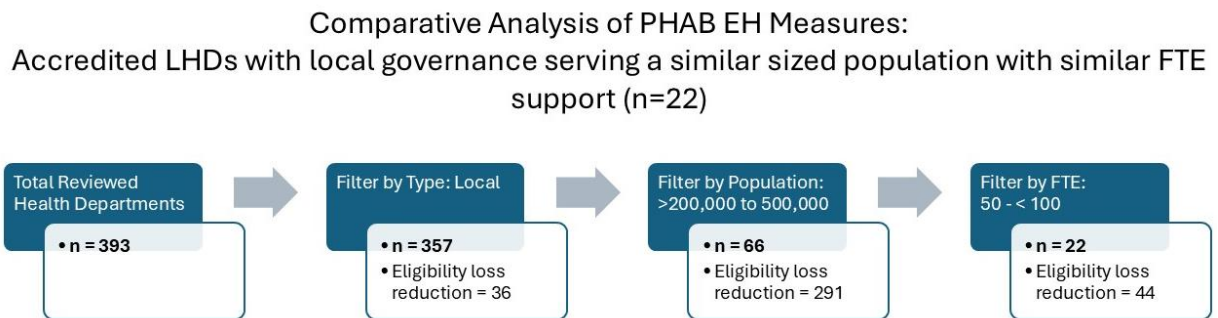 Comparative Analysis of PHAB EH Measures:
Accredited LHDs with local governance serving a similar sized population with similar FTE
support (n=22)
Total Reviewed
Health Departments
• n = 393
Filter by Type: Local
• n = 357
• Eligibility loss
reduction = 36
Filter by Population:
>200,000 to 500,000
• n = 66
• Eligibility loss
reduction = 291
Filter by FTE:
50 - < 100
• n = 22
• Eligibility loss
reduction = 44